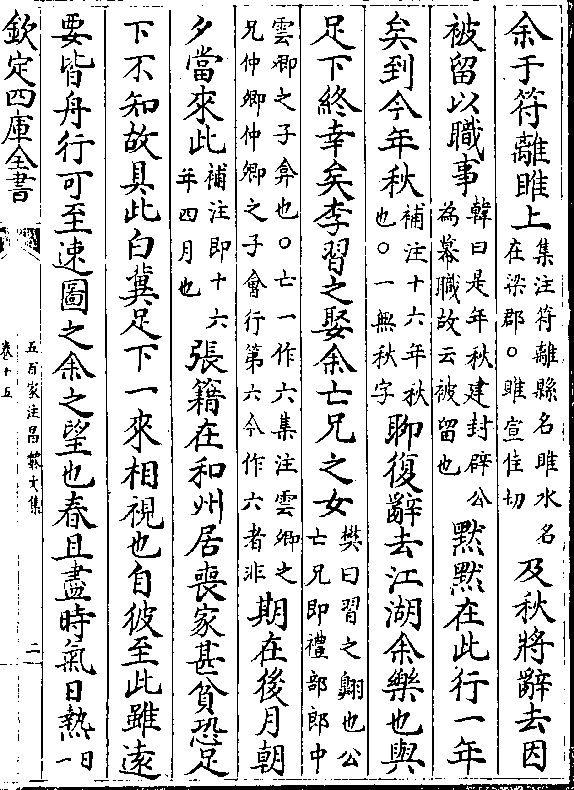 余于符離睢上集注符離縣名睢水名在梁郡〇睢宣佳切及秋將辭去因
被留以職事韓曰是年秋建封辟公為幕職故云被留也默默在此行一年
矣到今年秋補注十六年秋也〇一無秋字聊復辭去江湖余樂也與
足下終幸矣李習之娶余亡兄之女樊曰習之翺也公亡兄即禮部郎中
雲卿之子弇也〇亡一作六集注雲卿之兄仲卿仲卿之子會行第六今作六者非期在後月朝
夕當來此補注即十六年四月也張籍在和州居喪家甚貧恐足
下不知故具此白冀足下一來相視也自彼至此雖遠
要皆舟行可至速圖之余之望也春且盡時氣日熱一日
欽定四庫全書
五百家注昌黎文集
卷十五
二